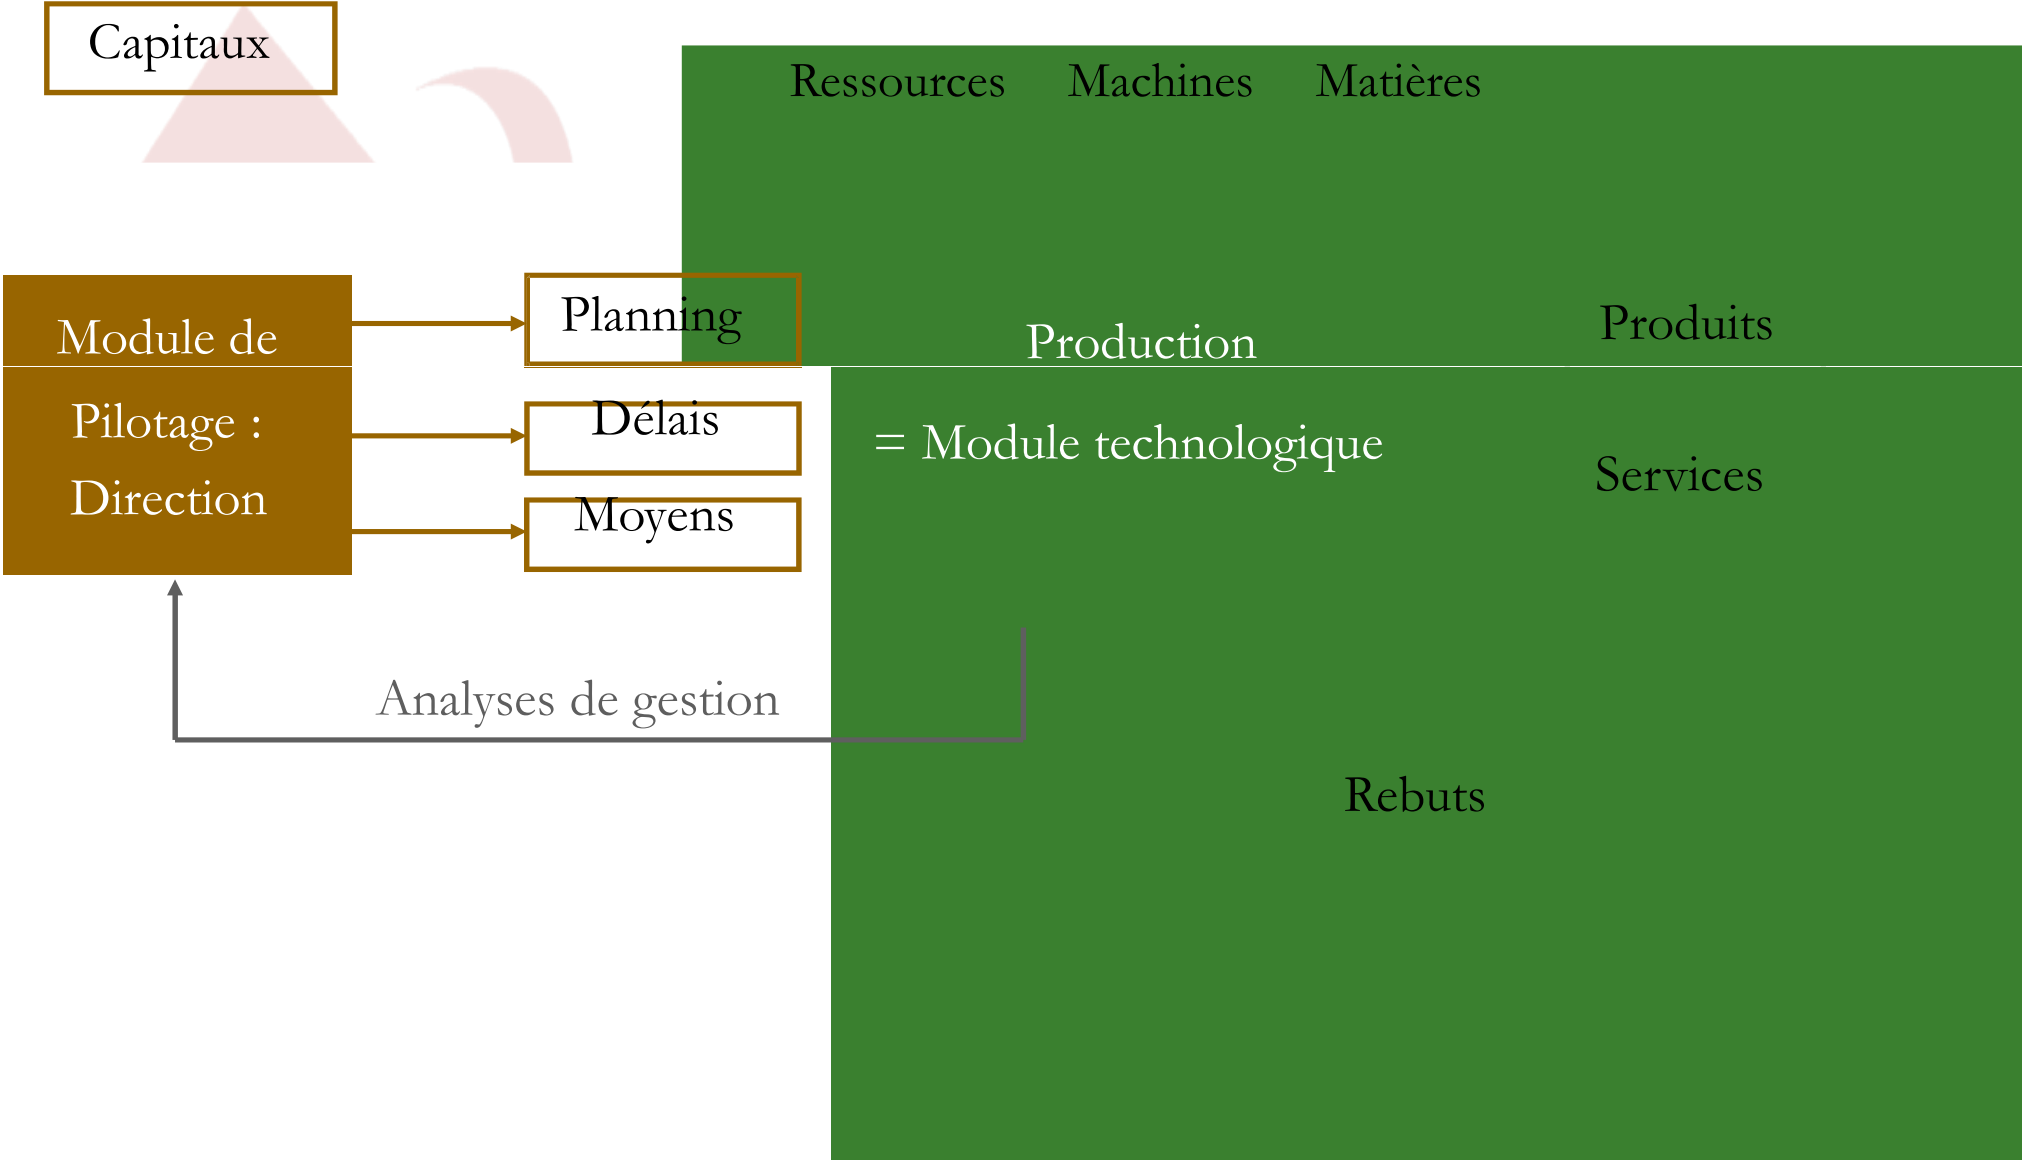 Capitaux
Ressources Machines Matières
Module de
Pilotage :
Direction
Planning
Délais
Moyens
Production
= Module technologique
Produits
Services
Analyses de gestion
Rebuts